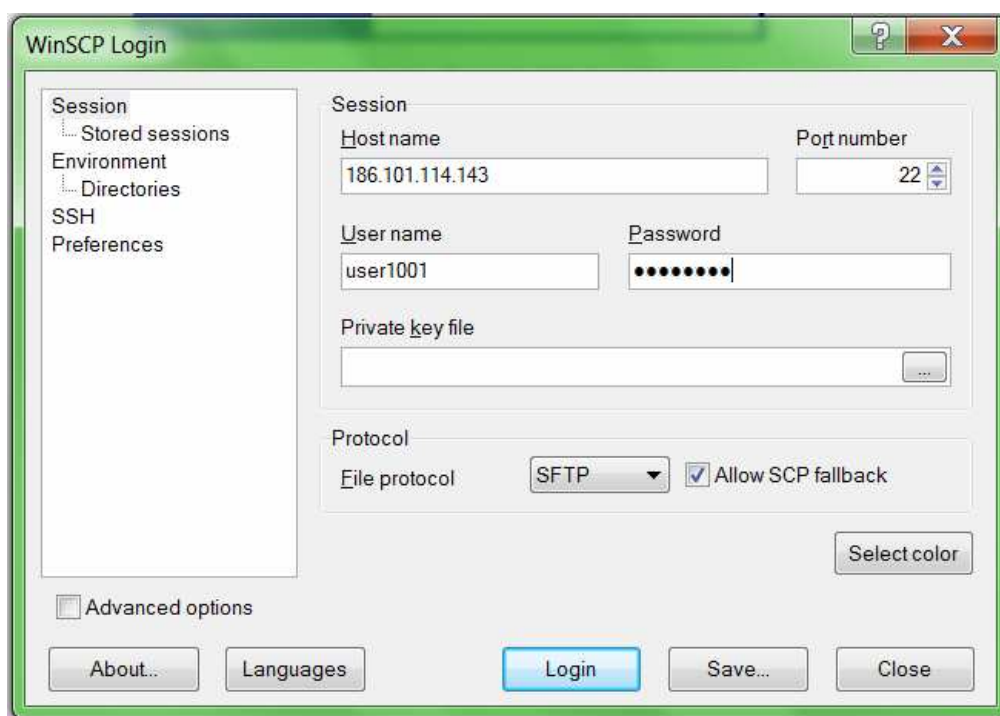 WinSCP Login
Session
Stored sessions
Environment
Directories
SSH
Preferences
Session
Host name
Port number
186.101.114.143
22
User name
Password
user1001
●●●●●●●●
Private key file
...
Protocol
File protocol
SFTP
Allow SCP fallback
Select color
Advanced options
About...
Languages
Login
Save...
Close